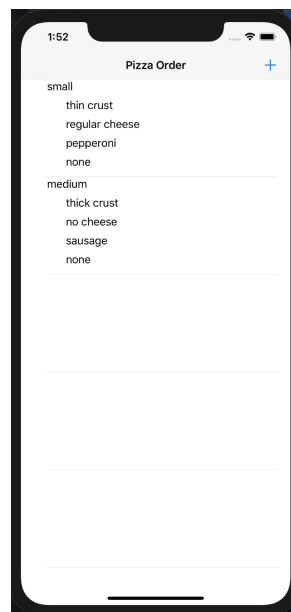 1:52
Pizza Order +
small
thin crust
regular cheese
pepperoni
none
medium
thick crust
no cheese
sausage
none